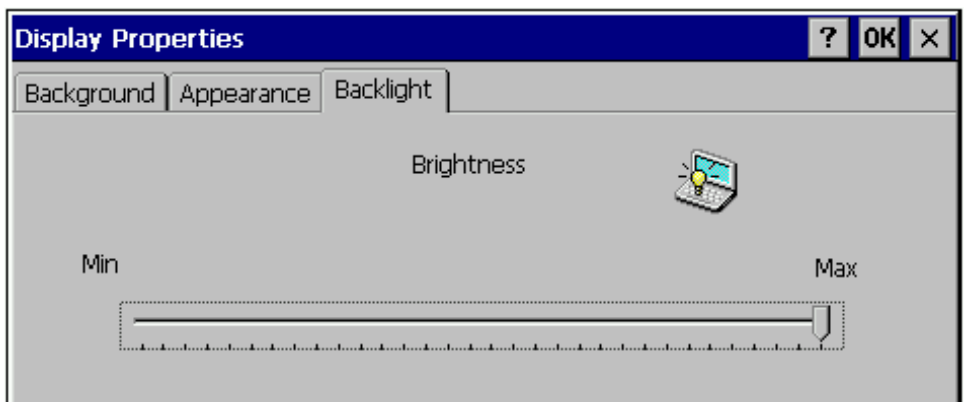 Display Properties ? OK ×
Background Appearance Backlight
Brightness
Min Max